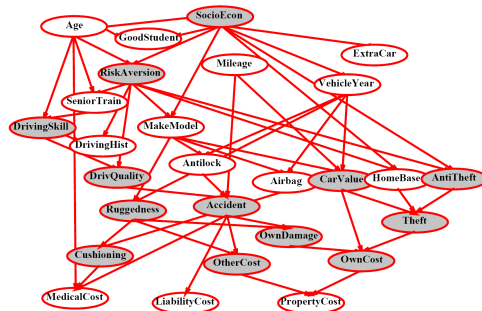 SocioEcon
Age
GoodStudent
ExtraCar
Mileage
RiskAversion
VehicleYear
SeniorTrain
DrivingSkill
MakeModel
DrivingHist
Antilock
DrivQuality
Airbag
CarValue
HomeBase
AntiTheft
Ruggedness
Accident
Theft
OwnDamage
Cushioning
OtherCost
OwnCost
MedicalCost
LiabilityCost
PropertyCost